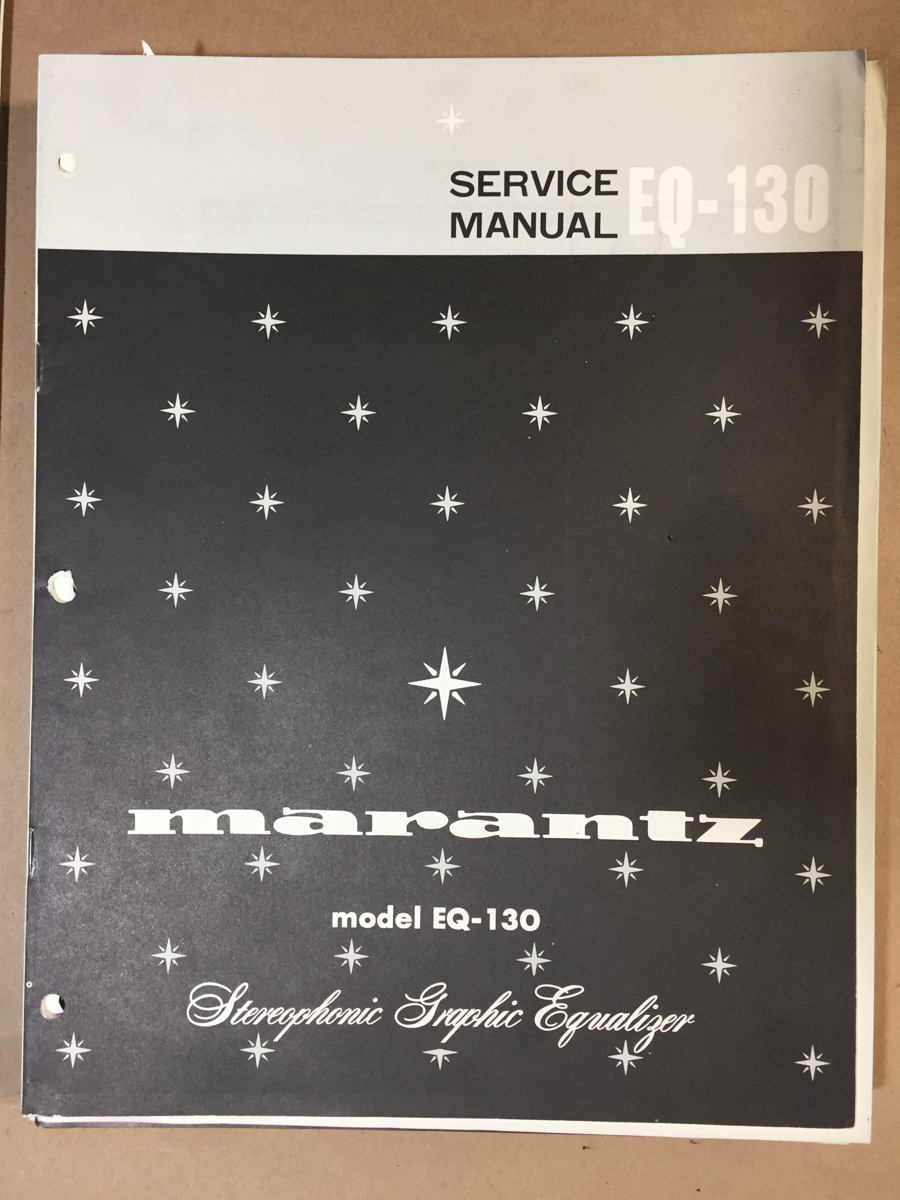 SERVICE
MANUAL EQ-130
marantz
model EQ-130
Stereophonic Graphic Equalizer